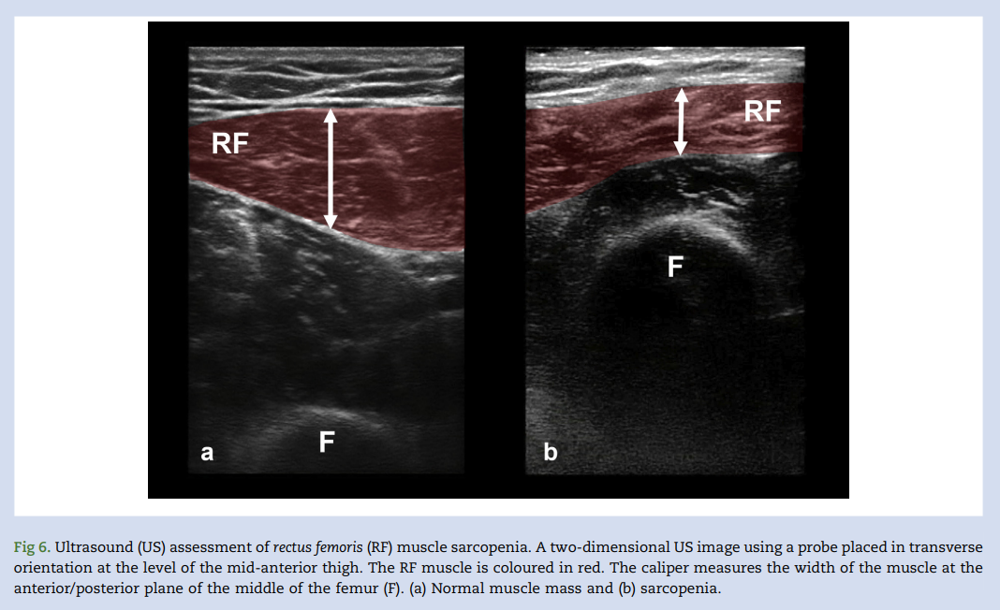 RF
RF
F
F
a
b
Fig 6. Ultrasound (US) assessment of rectus femoris (RF) muscle sarcopenia. A two-dimensional US image using a probe placed in transverse
orientation at the level of the mid-anterior thigh. The RF muscle is coloured in red. The caliper measures the width of the muscle at the
anterior/posterior plane of the middle of the femur (F). (a) Normal muscle mass and (b) sarcopenia.